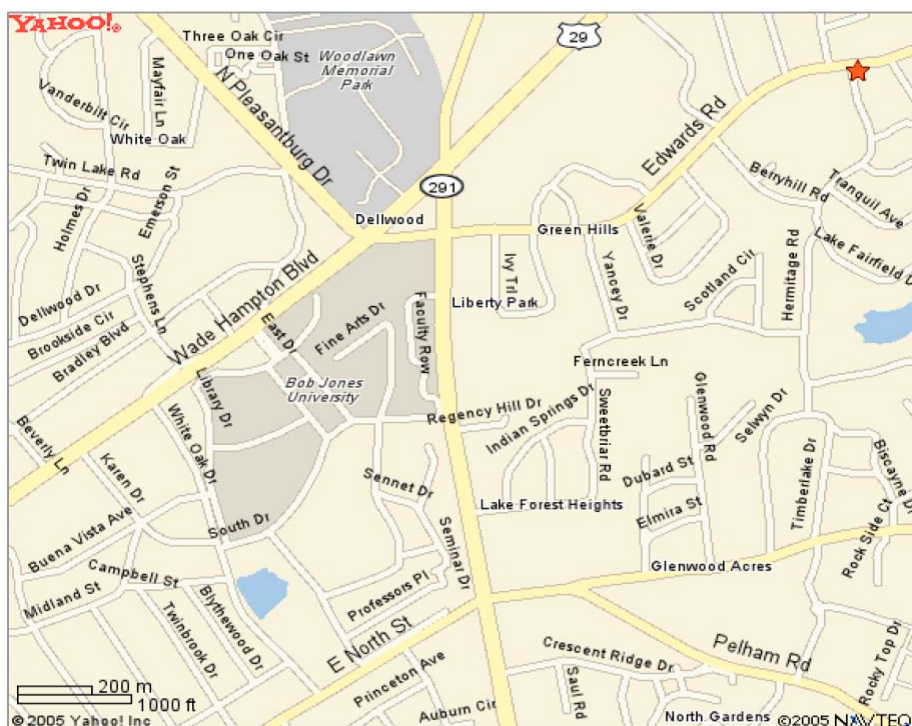 YAHOO!®
Three Oak Cir
One Oak St
Woodlawn
Memorial
Park
29
Mayfair Ln
N Pleasantburg Dr
Vanderbilt Cir
White Oak
Edwards Rd
Twin Lake Rd
Emerson St
Holmes Dr
291
Berryhill Rd
Tranquil Ave
Dellwood
Green Hills
Valerie Dr
Stephens Ln
Wade Hampton Blvd
Ivy Trl
Yancey Dr
Scotland Cir
Hermitage Rd
Lake Fairfield D
Dellwood Dr
Brookside Cir
Bradley Blvd
East Dr
Fine Arts Dr
Faculty Row
Liberty Park
Ferncreek Ln
Bob Jones
University
Library Dr
White Oak Dr
Regency Hill Dr
Indian Springs Dr
Sweetbriar Rd
Glenwood Rd
Selwyn Dr
Beverly Ln
Karen Dr
Sennet Dr
Dubard St
Timberlake Dr
Biscayne Dr
Lake Forest Heights
Elmira St
Rock Side Ct
Buena Vista Ave
South Dr
Seminar Dr
Glenwood Acres
Campbell St
Midland St
Blythewood Dr
Twinbrook Dr
Professors Pl
E North St
Pelham Rd
Crescent Ridge Dr
Rocky Top Dr
Princeton Ave
Saul Rd
Auburn Cir
North Gardens
200 m
1000 ft
©2005 Yahoo! Inc
©2005 NAVTEQ